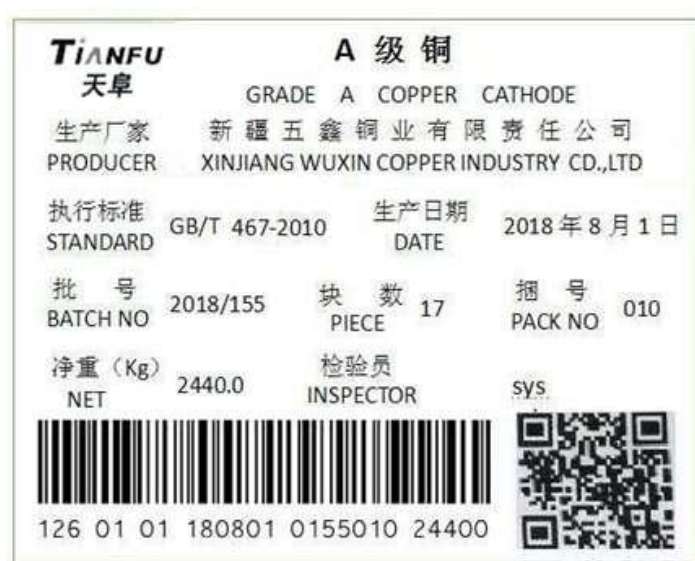 TiANFU
天阜
A 级 铜
GRADE A COPPER CATHODE
生产厂家 新疆五鑫铜业有限责任公司
PRODUCER XINJIANG WUXIN COPPER INDUSTRY CD.,LTD
执行标准 GB/T 467-2010 生产日期 2018年8月1日
STANDARD DATE
批 号 2018/155 块 数 17 捆 号 010
BATCH NO PIECE PACK NO
净重（Kg） 2440.0 检验员 sys
NET INSPECTOR
126 01 01 180801 0155010 24400